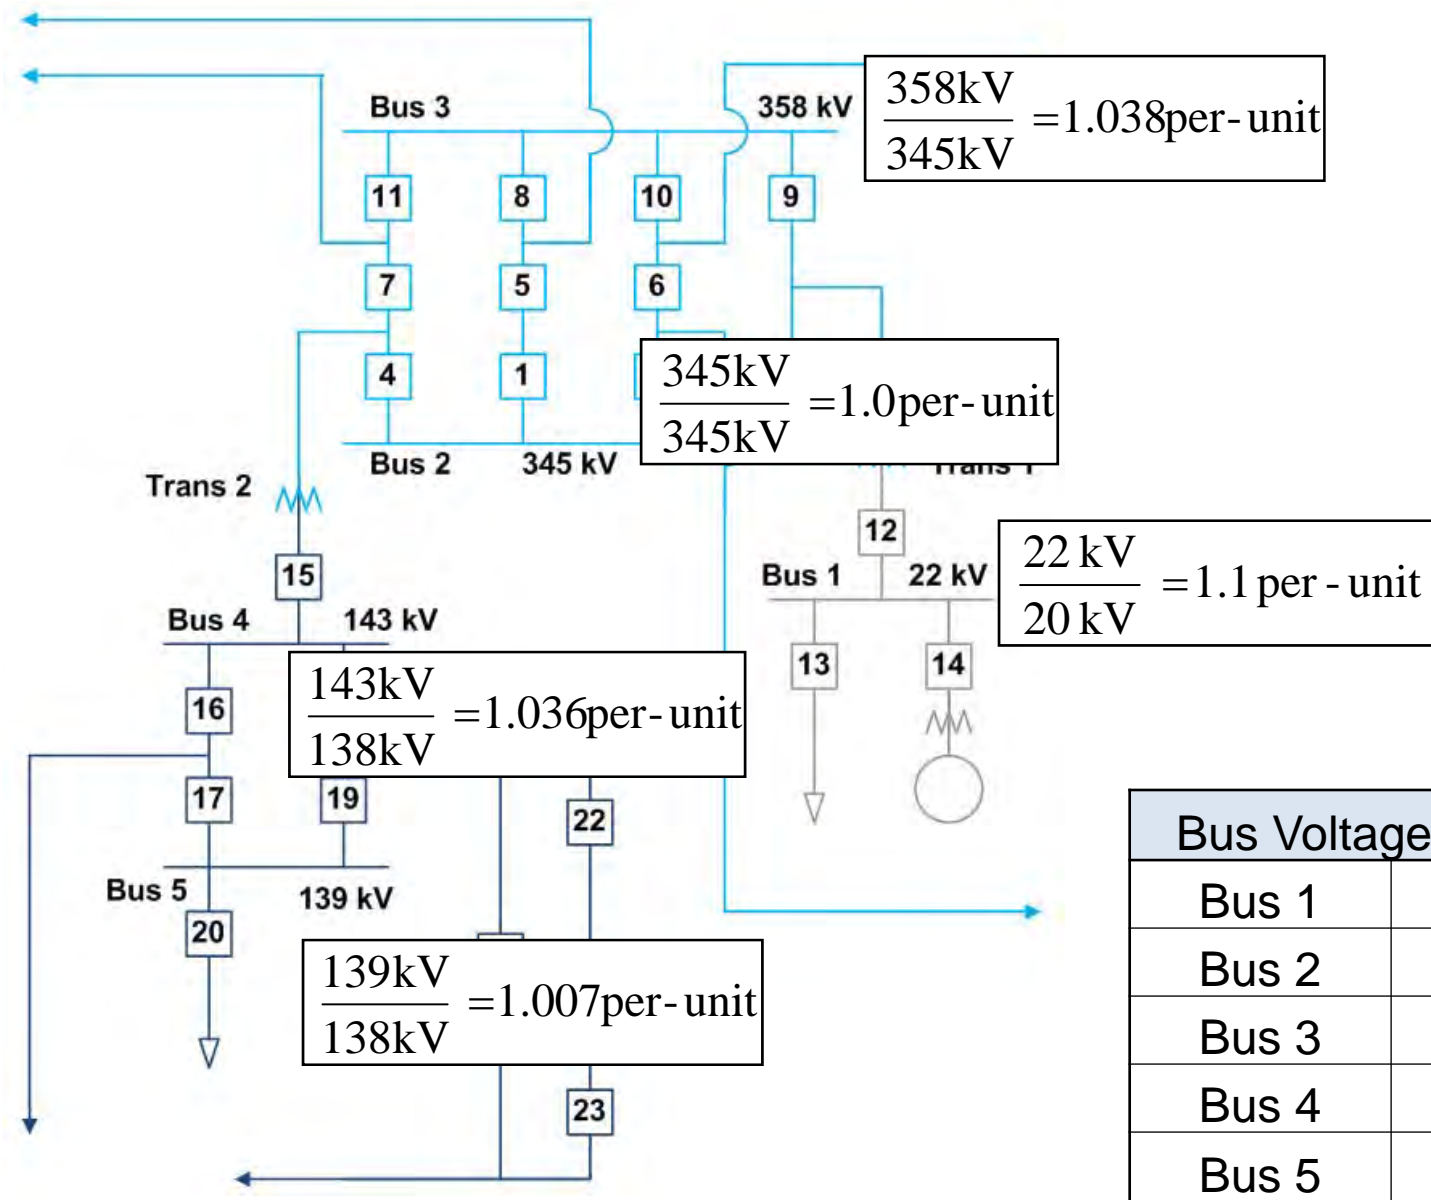 Bus 3
358 kV
358kV
345kV
=1.038per-unit
11
8
10
9
7
5
6
4
1
345kV
345kV
=1.0per-unit
Bus 2
345 kV
Trans 1
Trans 2
12
15
Bus 1
22 kV
22 kV
20 kV
=1.1 per-unit
Bus 4
143 kV
13
14
16
143kV
138kV
=1.036per-unit
17
19
22
Bus 5
139 kV
20
139kV
138kV
=1.007per-unit
23
Bus Voltage
Bus 1
Bus 2
Bus 3
Bus 4
Bus 5